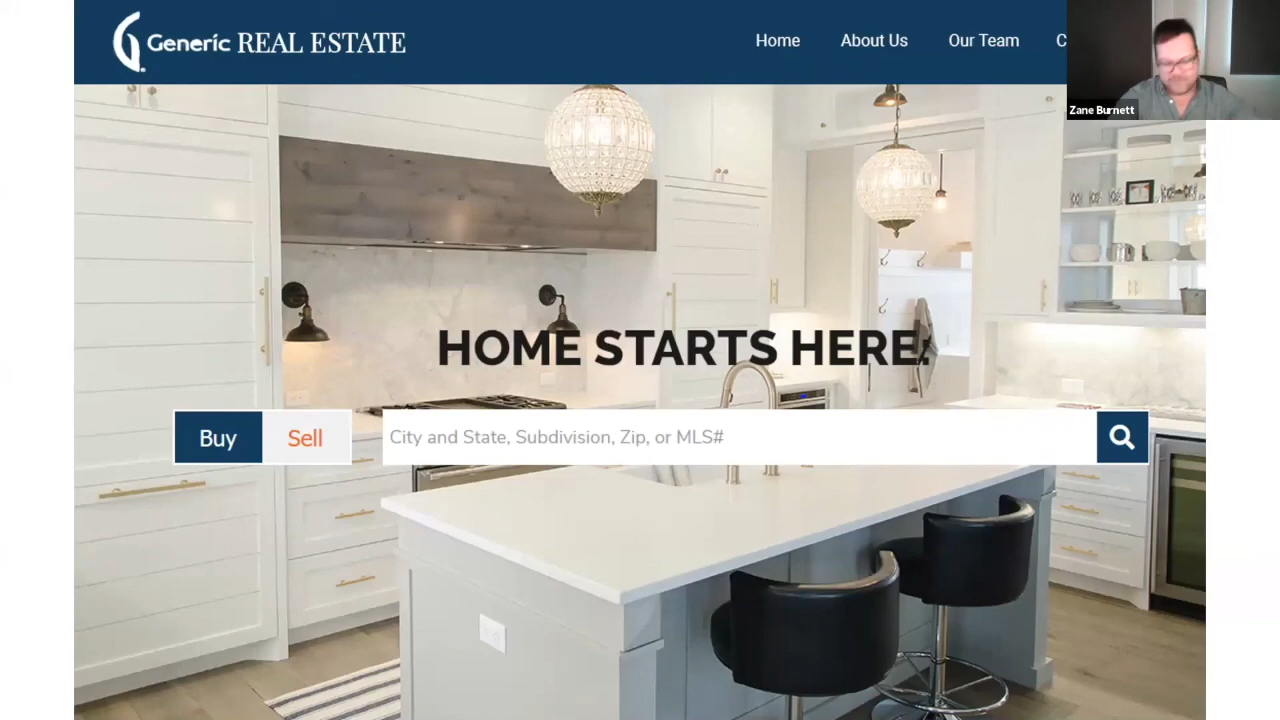 Generic REAL ESTATE
Home About Us Our Team C
Zane Burnett
HOME STARTS HERE.
Buy Sell City and State, Subdivision, Zip, or MLS#